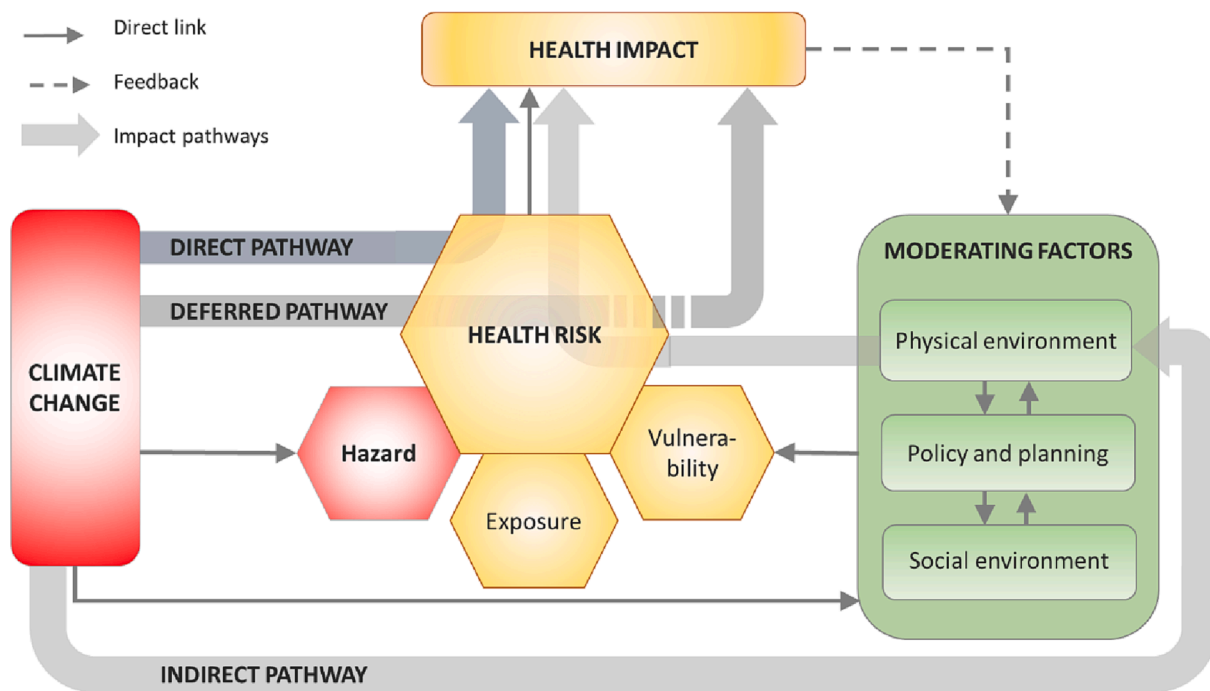 Direct link
Feedback
Impact pathways
HEALTH IMPACT
DIRECT PATHWAY
DEFERRED PATHWAY
CLIMATE
CHANGE
HEALTH RISK
Hazard
Exposure
Vulnera-
bility
MODERATING FACTORS
Physical environment
Policy and planning
Social environment
INDIRECT PATHWAY